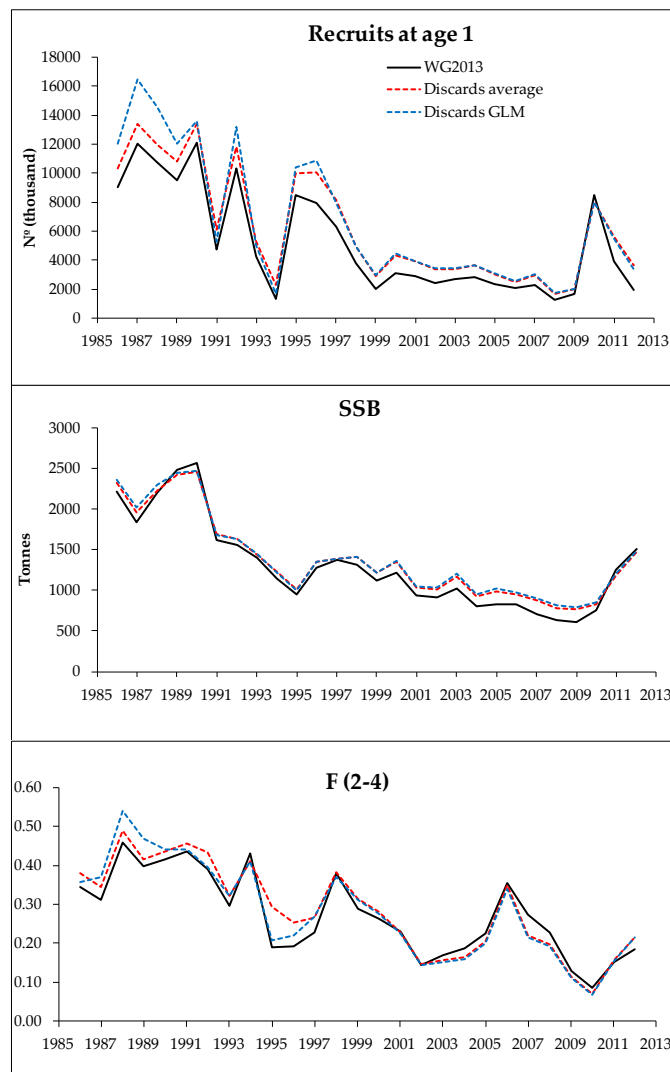 Recruits at age 1
WG2013
Discards average
Discards GLM
Nº (thousand)
18000
16000
14000
12000
10000
8000
6000
4000
2000
0
1985 1987 1989 1991 1993 1995 1997 1999 2001 2003 2005 2007 2009 2011 2013
SSB
Tonnes
3000
2500
2000
1500
1000
500
0
1985 1987 1989 1991 1993 1995 1997 1999 2001 2003 2005 2007 2009 2011 2013
F (2-4)
0.60
0.50
0.40
0.30
0.20
0.10
0.00
1985 1987 1989 1991 1993 1995 1997 1999 2001 2003 2005 2007 2009 2011 2013